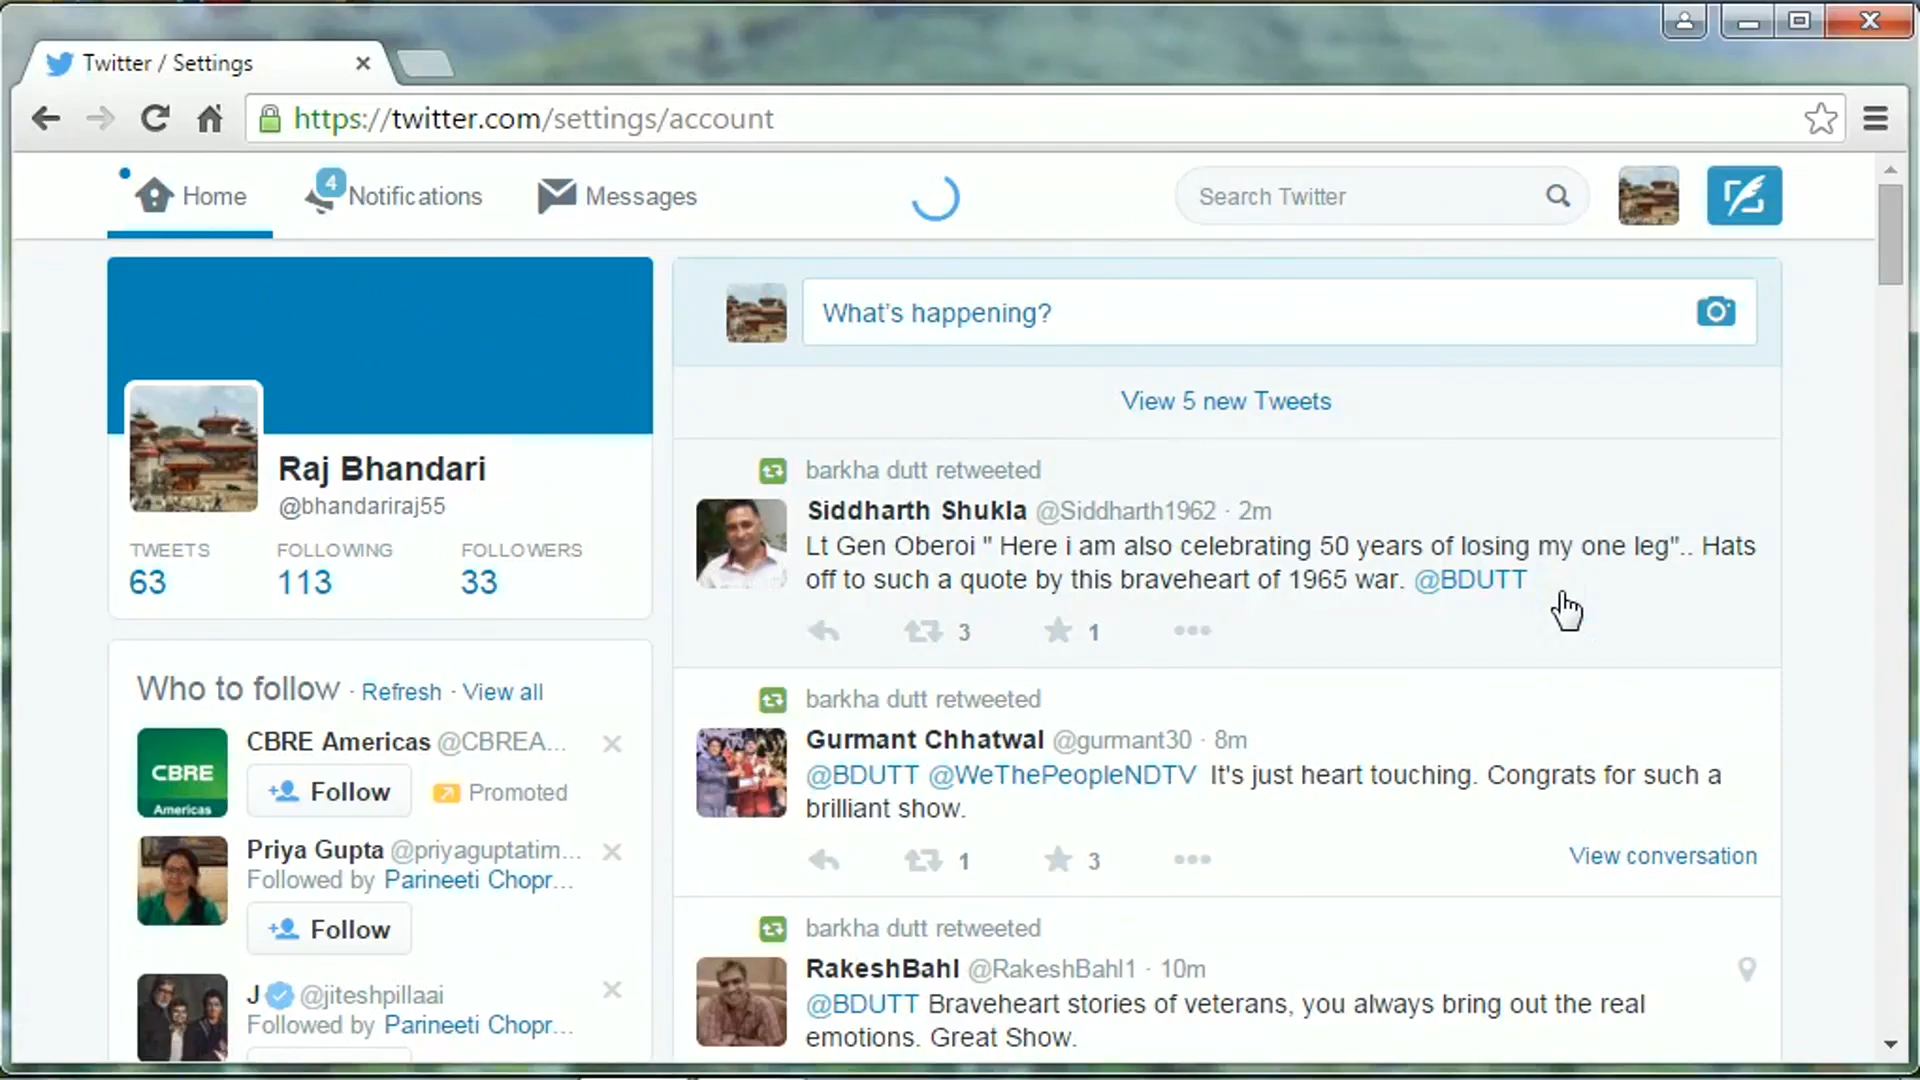 Twitter / Settings
https://twitter.com/settings/account
Home
4
Notifications
Messages
Search Twitter
What's happening?
View 5 new Tweets
Raj Bhandari
@bhandariraj55
TWEETS FOLLOWING FOLLOWERS
63 113 33
Who to follow · Refresh · View all
CBRE
Americas
CBRE Americas @CBREA...
Follow
Promoted
Priya Gupta @priyaguptatim...
Followed by Parineeti Chopr...
Follow
J @jiteshpillaai
Followed by Parineeti Chopr...
barkha dutt retweeted
Siddharth Shukla @Siddharth1962 · 2m
Lt Gen Oberoi " Here i am also celebrating 50 years of losing my one leg".. Hats
off to such a quote by this braveheart of 1965 war. @BDUTT
3 1
barkha dutt retweeted
Gurmant Chhatwal @gurmant30 · 8m
@BDUTT @WeThePeopleNDTV It's just heart touching. Congrats for such a
brilliant show.
1 3
View conversation
barkha dutt retweeted
RakeshBahl @RakeshBahl1 · 10m
@BDUTT Braveheart stories of veterans, you always bring out the real
emotions. Great Show.